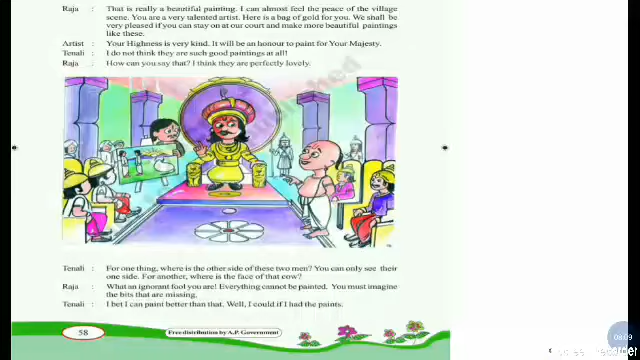 Raja : That is really a beautiful painting. I can almost feel the peace of the village
scene. You are a very talented artist. Here is a bag of gold for you. We shall be
very pleased if you can stay on at our court and make more beautiful paintings
like these.
Artist : Your Highness is very kind. It will be an honour to paint for Your Majesty.
Tenali : I do not think they are such good paintings at all!
Raja : How can you say that? I think they are perfectly lovely.
Tenali : For one thing, where is the other side of these two men? You can only see their
one side. For another, where is the face of that cow?
Raja : What an ignorant fool you are! Everything cannot be painted. You must imagine
the bits that are missing.
Tenali : I bet I can paint better than that. Well, I could if I had the paints.
58
Free distribution by A.P. Government
08:09